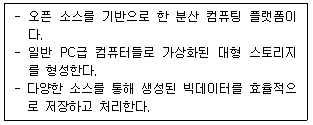 - 오픈 소스를 기반으로 한 분산 컴퓨팅 플랫폼이
다.
- 일반 PC급 컴퓨터들로 가상화된 대형 스토리지
를 형성한다.
- 다양한 소스를 통해 생성된 빅데이터를 효율적으
로 저장하고 처리한다.